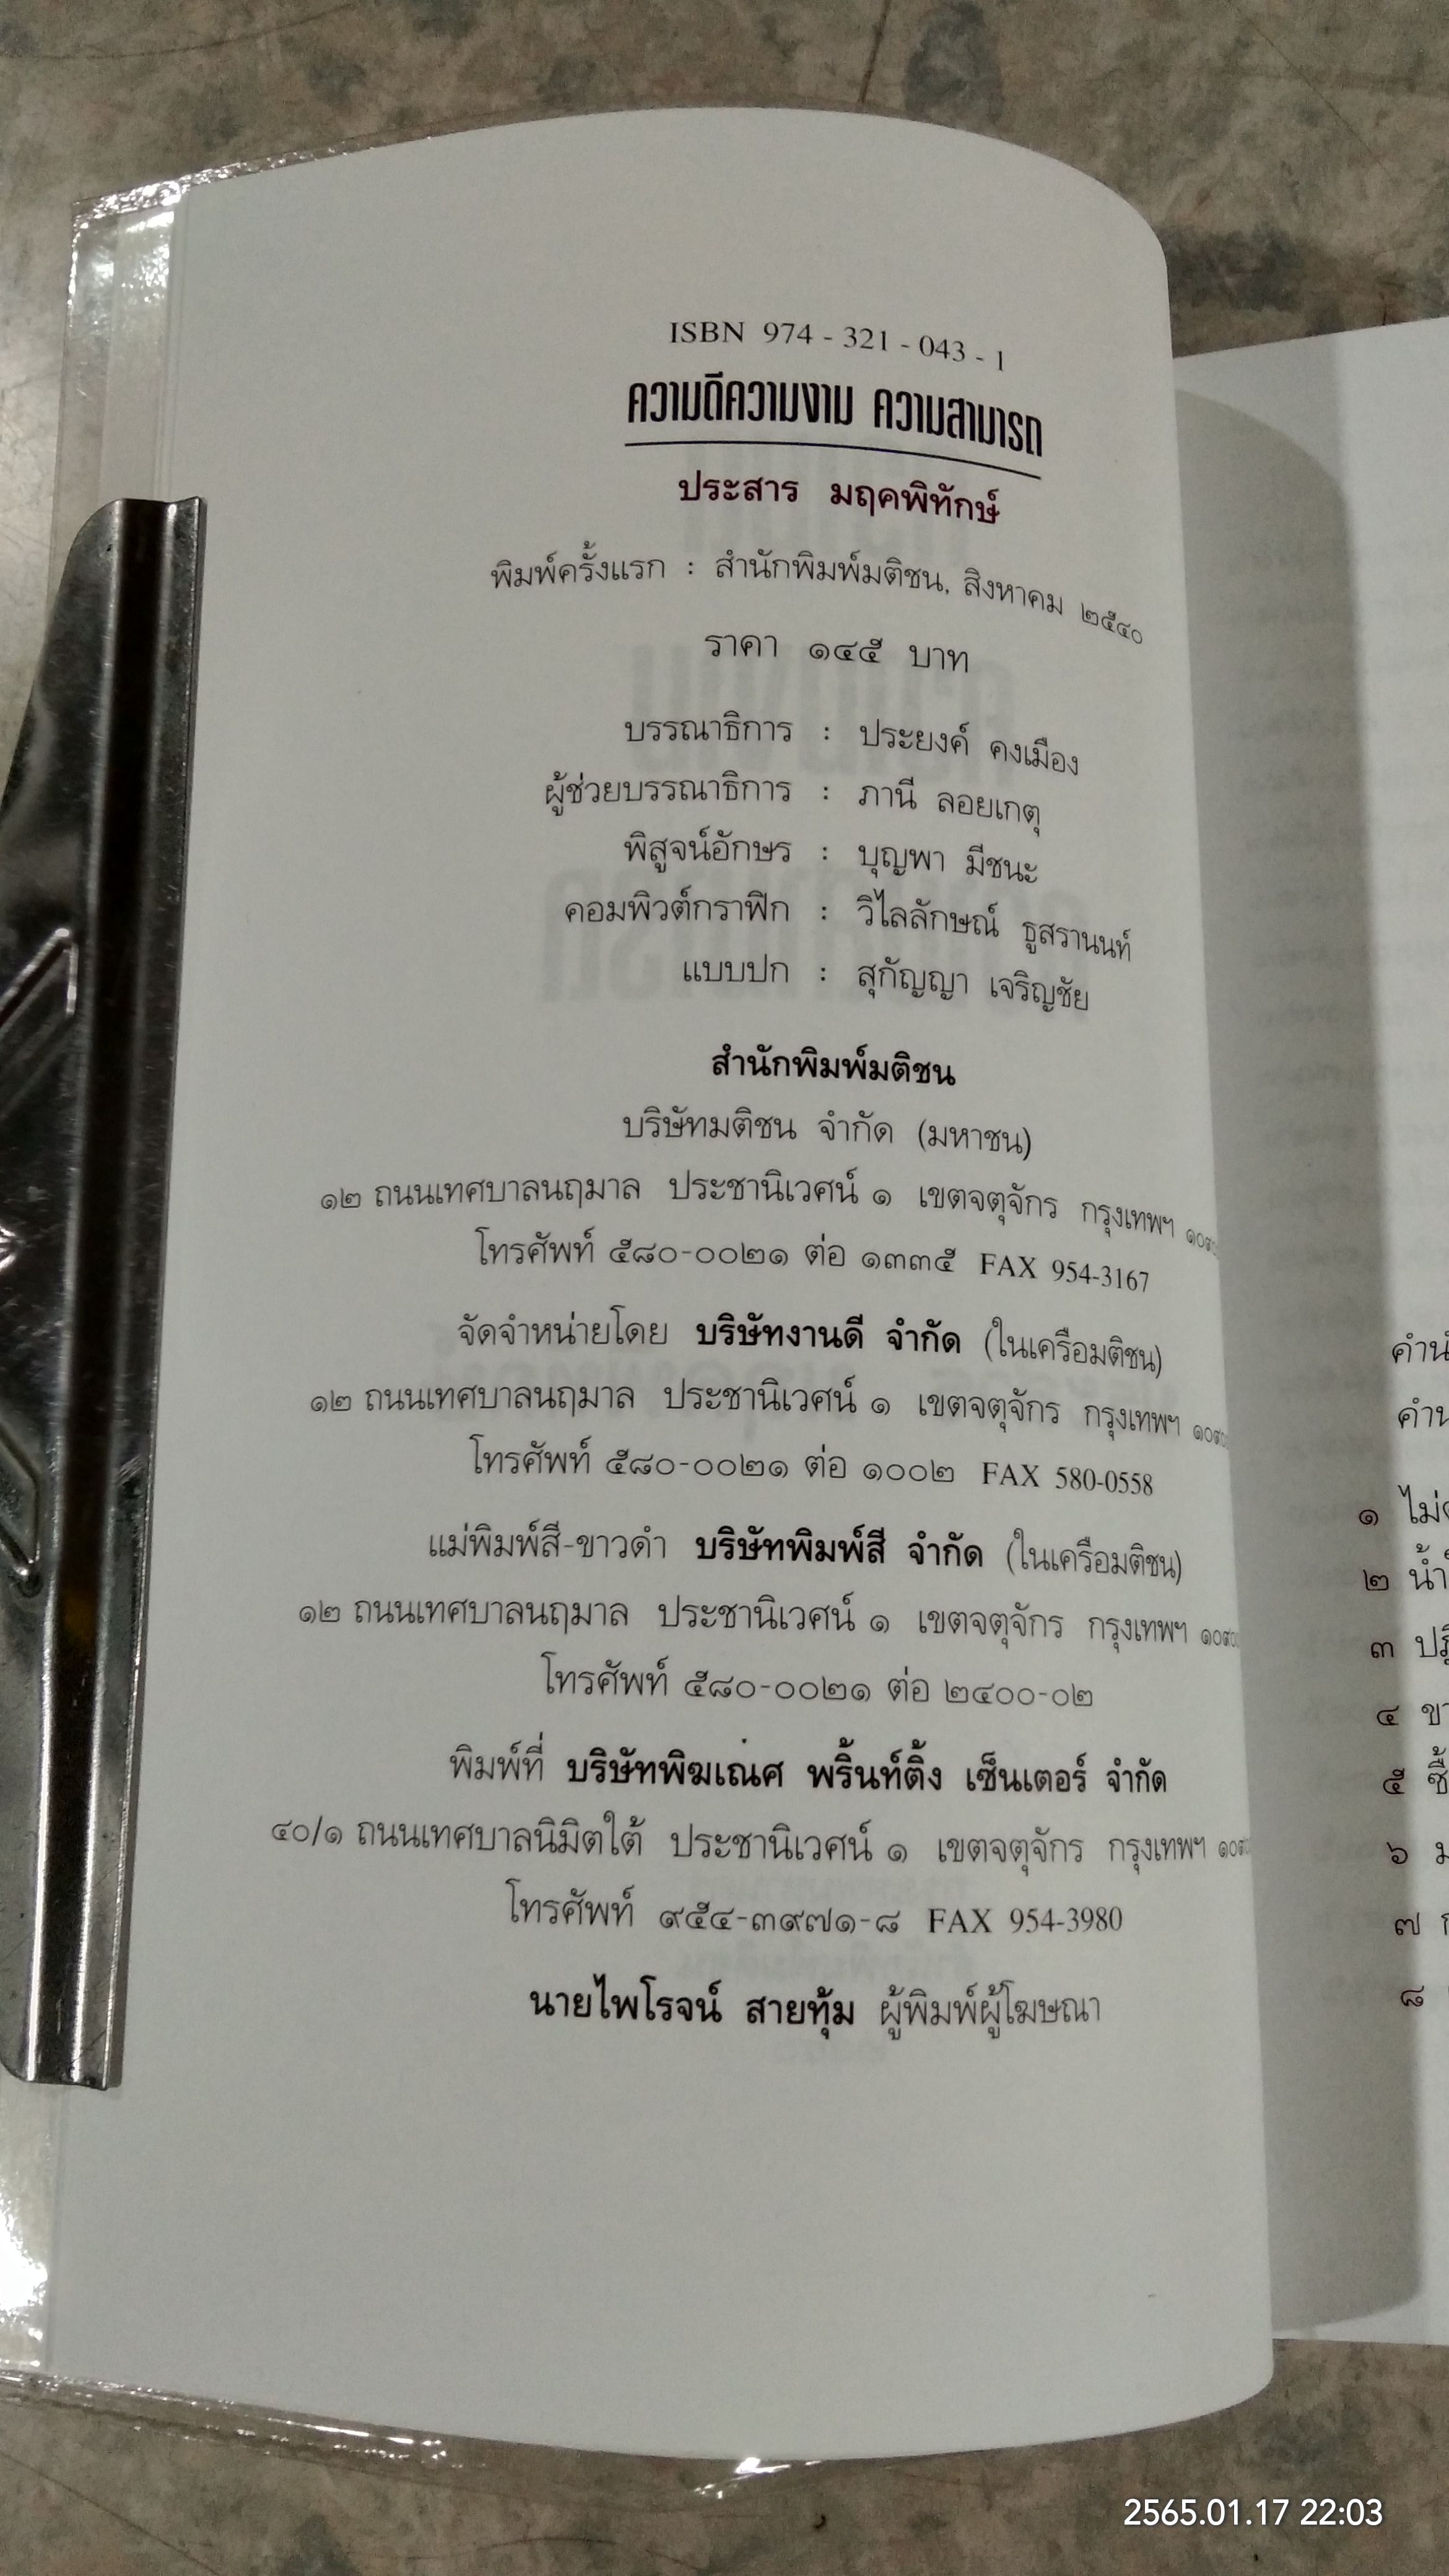 ISBN 974 - 321 - 043 - 1
ความดีความงาม ความสามารถ
ประสาร มฤคพิทักษ์
พิมพ์ครั้งแรก : สำนักพิมพ์มติชน, สิงหาคม ๒๕๔๐
ราคา ๑๔๕ บาท
บรรณาธิการ : ประยงค์ คงเมือง
ผู้ช่วยบรรณาธิการ : ภานี ลอยเกตุ
พิสูจน์อักษร : บุญพา มีชนะ
คอมพิวต์กราฟิก : วิไลลักษณ์ ธูสรานนท์
แบบปก : สุกัญญา เจริญชัย
สำนักพิมพ์มติชน
บริษัทมติชน จำกัด (มหาชน)
๑๒ ถนนเทศบาลนฤมาล ประชานิเวศน์ ๑ เขตจตุจักร กรุงเทพฯ
โทรศัพท์ ๕๘๐-๐๐๒๑ ต่อ ๑๓๓๕ FAX 954-3167
จัดจำหน่ายโดย บริษัทงานดี จำกัด (ในเครือมติชน)
๑๒ ถนนเทศบาลนฤมาล ประชานิเวศน์ ๑ เขตจตุจักร กรุงเทพฯ
โทรศัพท์ ๕๘๐-๐๐๒๑ ต่อ ๑๐๐๒ FAX 580-0558
แม่พิมพ์สี-ขาวดำ บริษัทพิมพ์สี จำกัด (ในเครือมติชน)
๑๒ ถนนเทศบาลนฤมาล ประชานิเวศน์ ๑ เขตจตุจักร กรุงเทพฯ
โทรศัพท์ ๕๘๐-๐๐๒๑ ต่อ ๒๔๐๐-๐๒
พิมพ์ที่ บริษัทพิฆเณศ พริ้นท์ติ้ง เซ็นเตอร์ จำกัด
๔๐/๑ ถนนเทศบาลนิมิตใต้ ประชานิเวศน์ ๑ เขตจตุจักร กรุงเทพฯ
โทรศัพท์ ๙๕๔-๓๙๗๑-๘ FAX 954-3980
นายไพโรจน์ สายทุ้ม ผู้พิมพ์ผู้โฆษณา
๑ ไม่
๒
๓
๔
๕
๖
๗
๘
2565.01.17 22:03